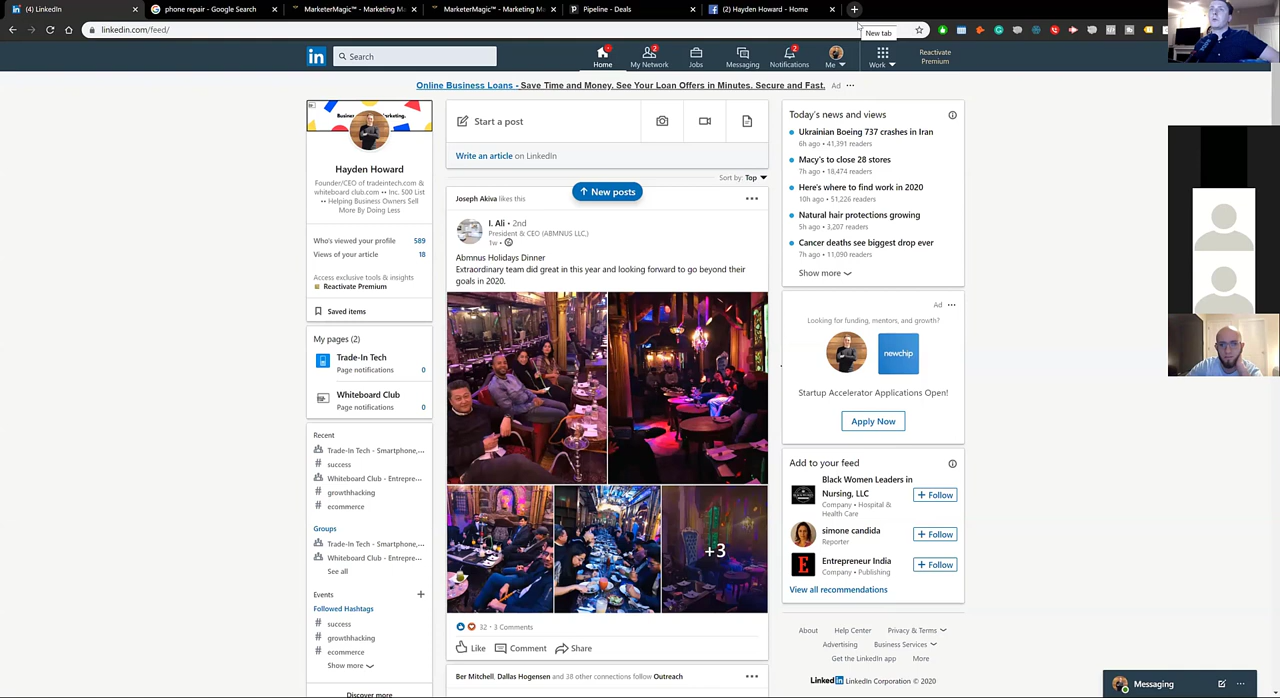 (4) LinkedIn
phone repair - Google Search
MarketerMagic™ - Marketing M
MarketerMagic™ - Marketing M
Pipeline - Deals
(2) Hayden Howard - Home
linkedin.com/feed/
New tab
in
Search
Home
2
My Network
Jobs
Messaging
2
Notifications
Me
Work
Reactivate
Premium
Online Business Loans - Save Time and Money. See Your Loan Offers in Minutes. Secure and Fast. Ad ···
Hayden Howard
Founder/CEO of tradeintech.com &
whiteboard club.com •• Inc. 500 List
•• Helping Business Owners Sell
More By Doing Less
Who's viewed your profile 589
Views of your article 18
Access exclusive tools & insights
Reactivate Premium
Saved items
My pages (2)
Trade-In Tech
Page notifications 0
Whiteboard Club
Page notifications 0
Recent
Trade-In Tech - Smartphone,...
# success
Whiteboard Club - Entrepre...
# growthhacking
# ecommerce
Groups
Trade-In Tech - Smartphone,...
Whiteboard Club - Entrepre...
See all
Events +
Followed Hashtags
# success
# growthhacking
# ecommerce
Show more
Discover more
Start a post
Write an article on LinkedIn
Sort by: Top
↑ New posts
Joseph Akiva likes this ···
I. Ali • 2nd
President & CEO (ABMNUS LLC,)
1w •
Abmnus Holidays Dinner
Extraordinary team did great in this year and looking forward to go beyond their
goals in 2020.
+3
32 · 3 Comments
Like Comment Share
Ber Mitchell, Dallas Hogensen and 38 other connections follow Outreach ···
Today's news and views
Ukrainian Boeing 737 crashes in Iran
6h ago • 41,391 readers
Macy's to close 28 stores
7h ago • 18,474 readers
Here's where to find work in 2020
10h ago • 51,226 readers
Natural hair protections growing
5h ago • 3,207 readers
Cancer deaths see biggest drop ever
7h ago • 11,090 readers
Show more
Ad ···
Looking for funding, mentors, and growth?
newchip
Startup Accelerator Applications Open!
Apply Now
Add to your feed
Black Women Leaders in
Nursing, LLC
Company • Hospital &
Health Care
+ Follow
simone candida
Reporter
+ Follow
E
Entrepreneur India
Company • Publishing
+ Follow
View all recommendations
About Help Center Privacy & Terms
Advertising Business Services
Get the LinkedIn app More
LinkedIn LinkedIn Corporation © 2020
Messaging ···